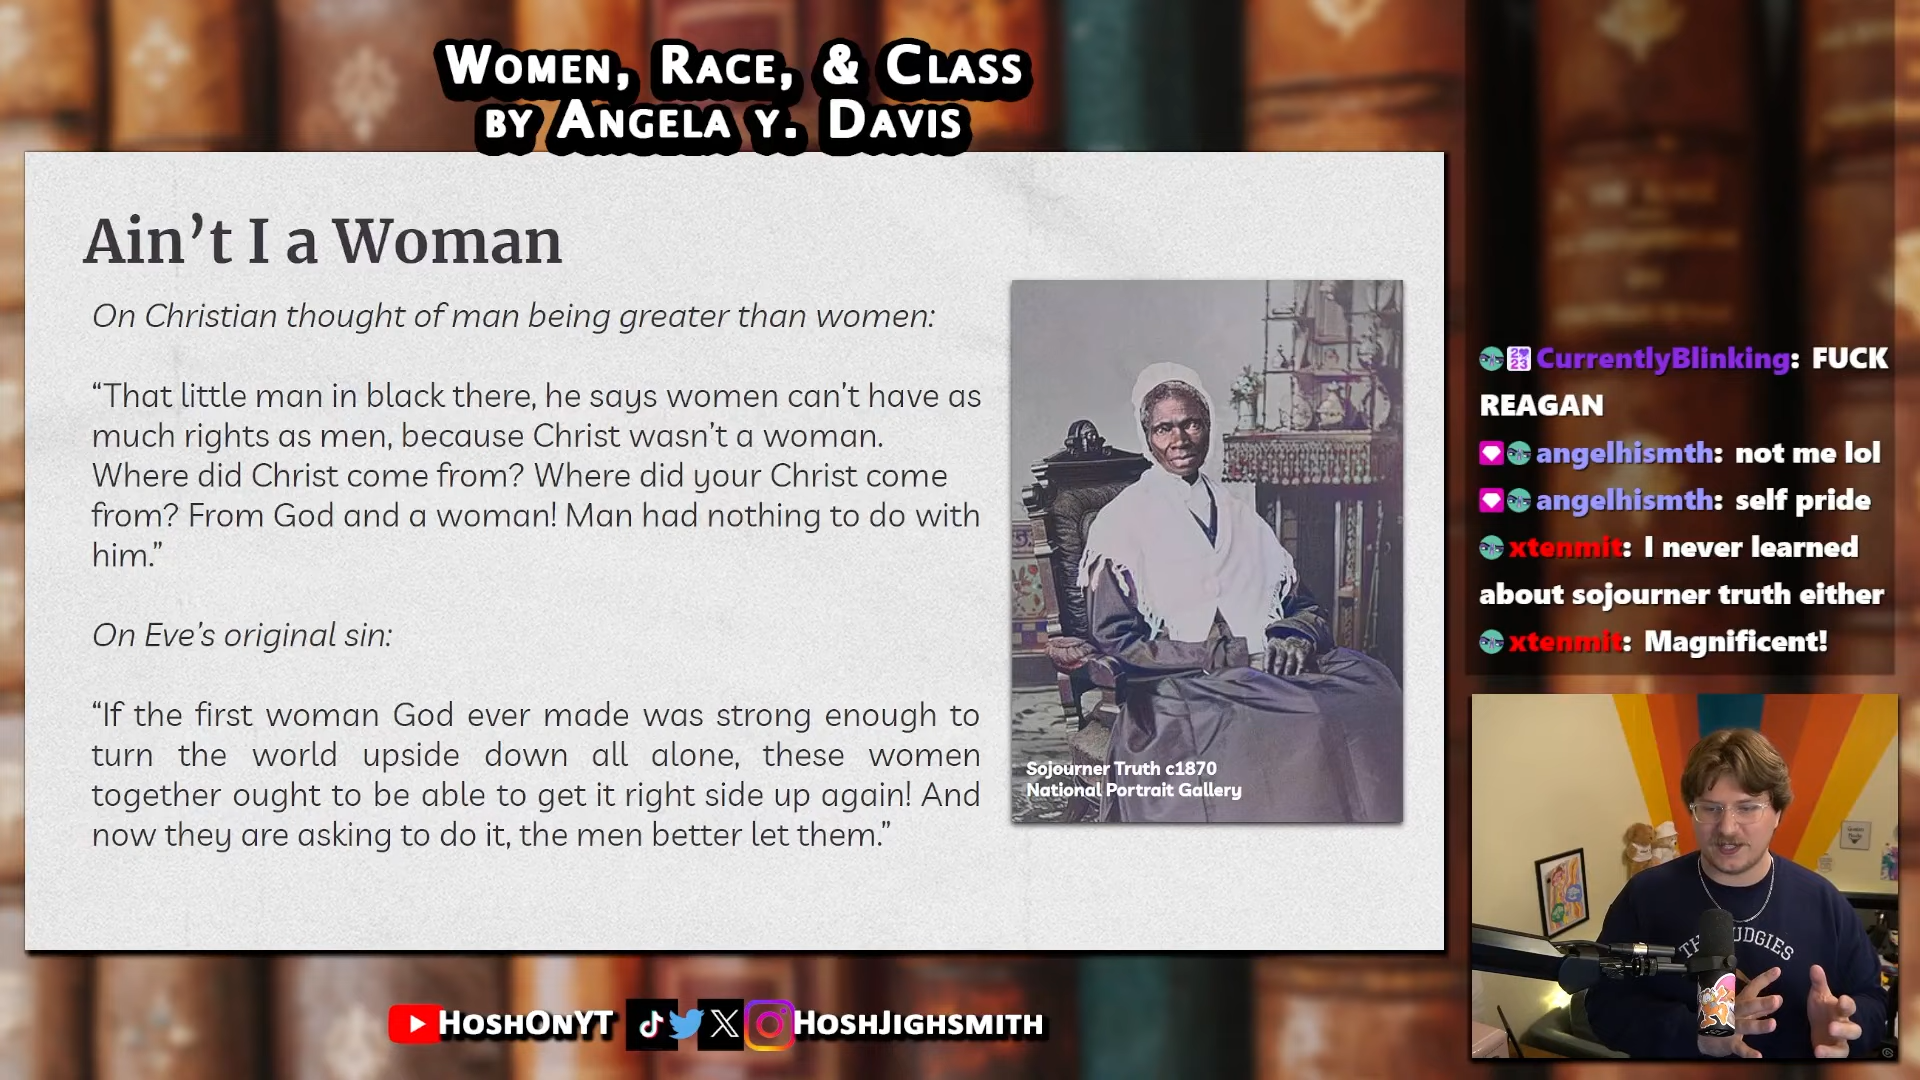 WOMEN, RACE, & CLASS
BY ANGELA Y. DAVIS
Ain’t I a Woman
On Christian thought of man being greater than women:
“That little man in black there, he says women can’t have as
much rights as men, because Christ wasn’t a woman.
Where did Christ come from? Where did your Christ come
from? From God and a woman! Man had nothing to do with
him.”
On Eve’s original sin:
“If the first woman God ever made was strong enough to
turn the world upside down all alone, these women
together ought to be able to get it right side up again! And
now they are asking to do it, the men better let them.”
Sojourner Truth c1870
National Portrait Gallery
CurrentlyBlinking: FUCK
REAGAN
angelhismth: not me lol
angelhismth: self pride
xtenmit: I never learned
about sojourner truth either
xtenmit: Magnificent!
HOSHONYT
HOSHJIGHSMITH